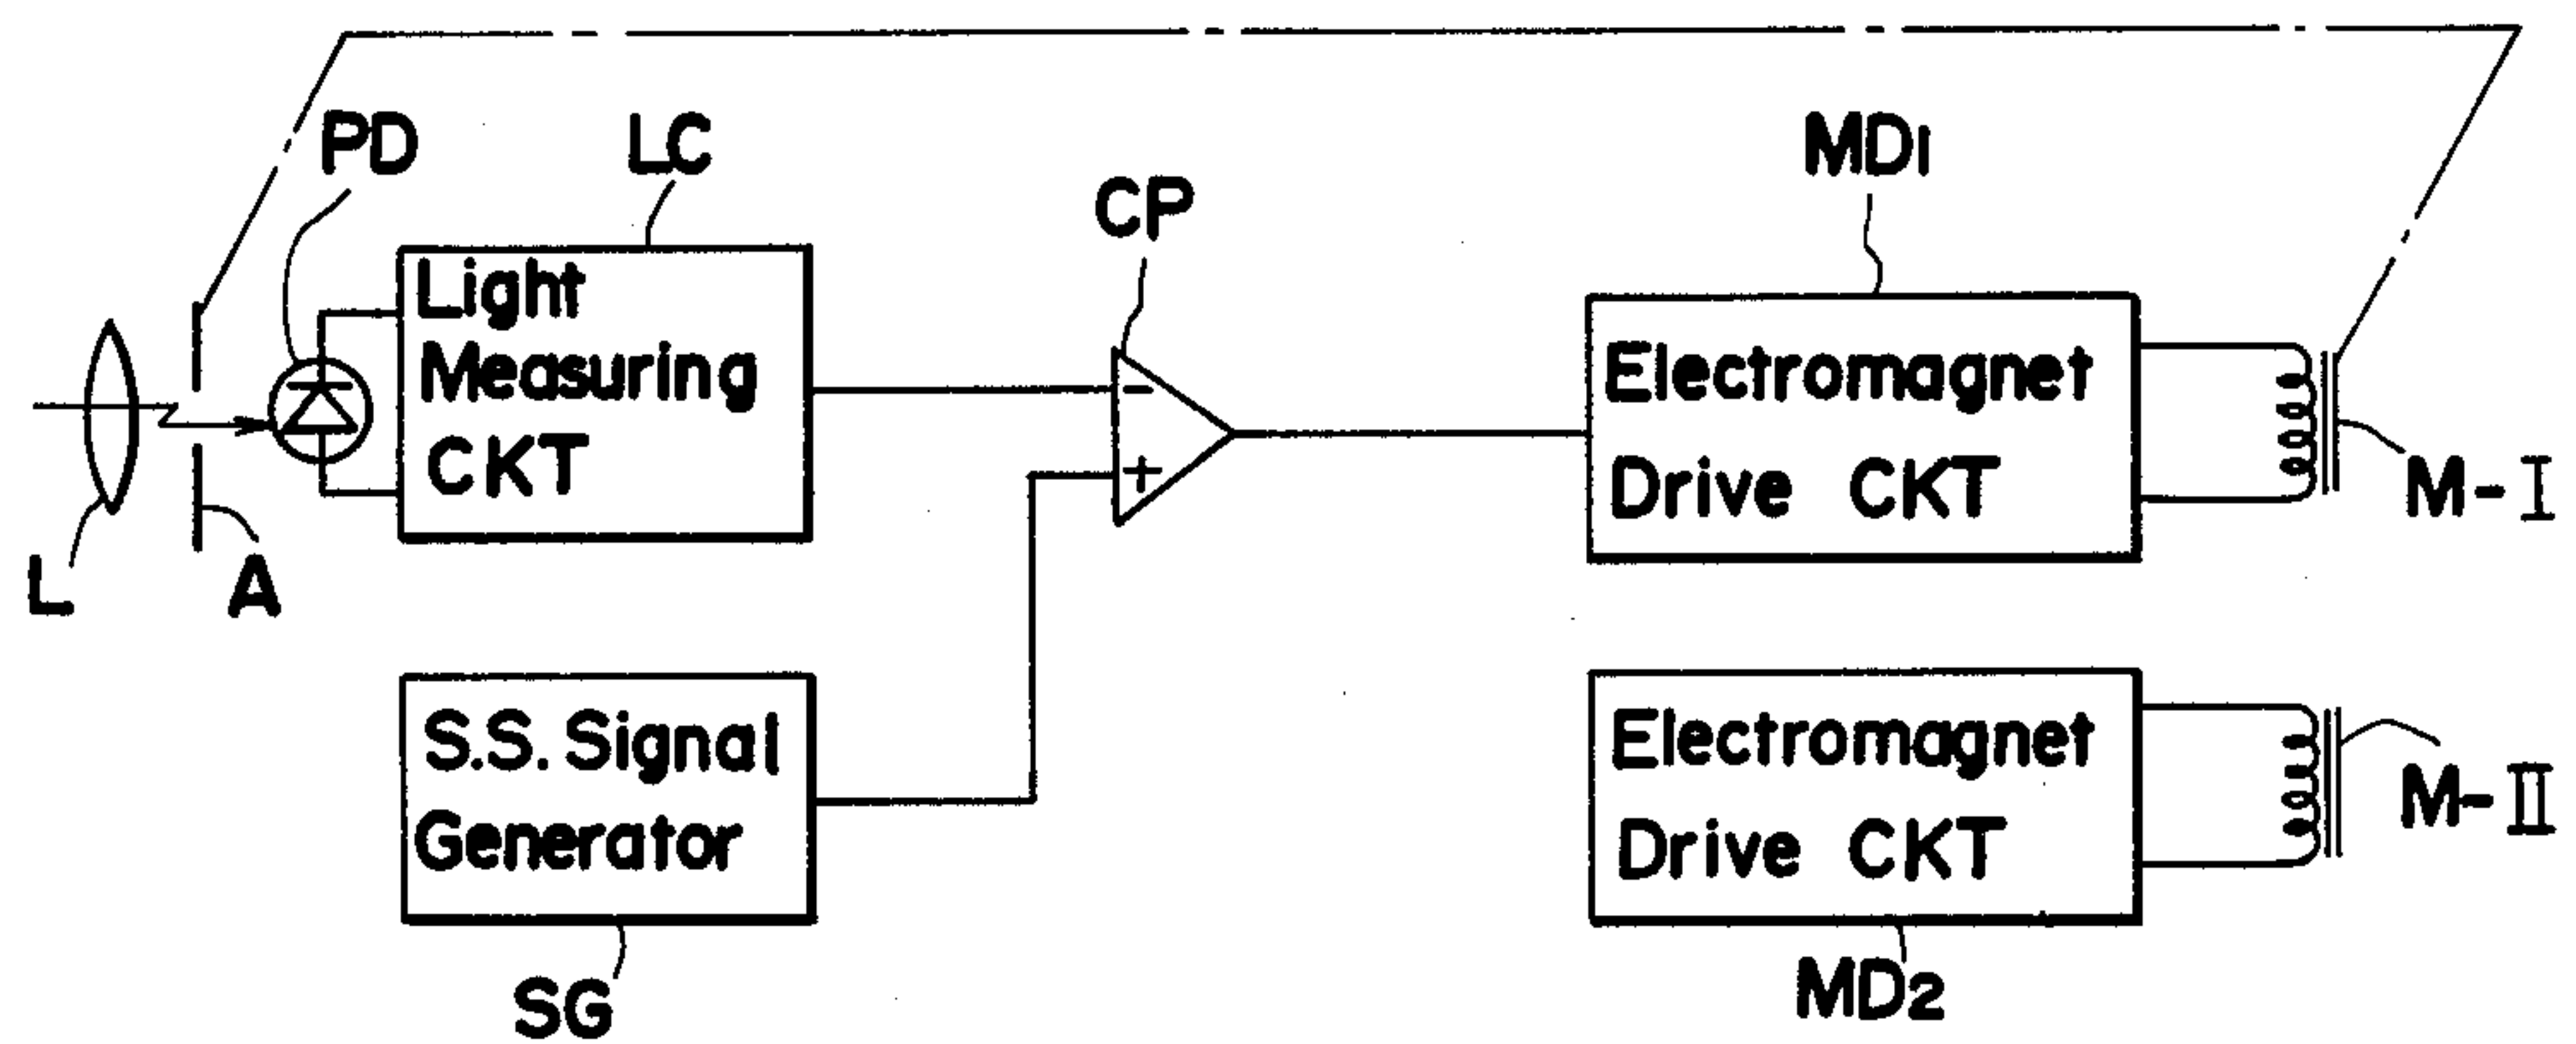 PD
LC
CP
MD1
Light
Measuring
CKT
-
+
Electromagnet
Drive CKT
M-I
L
A
S.S. Signal
Generator
SG
Electromagnet
Drive CKT
M-II
MD2